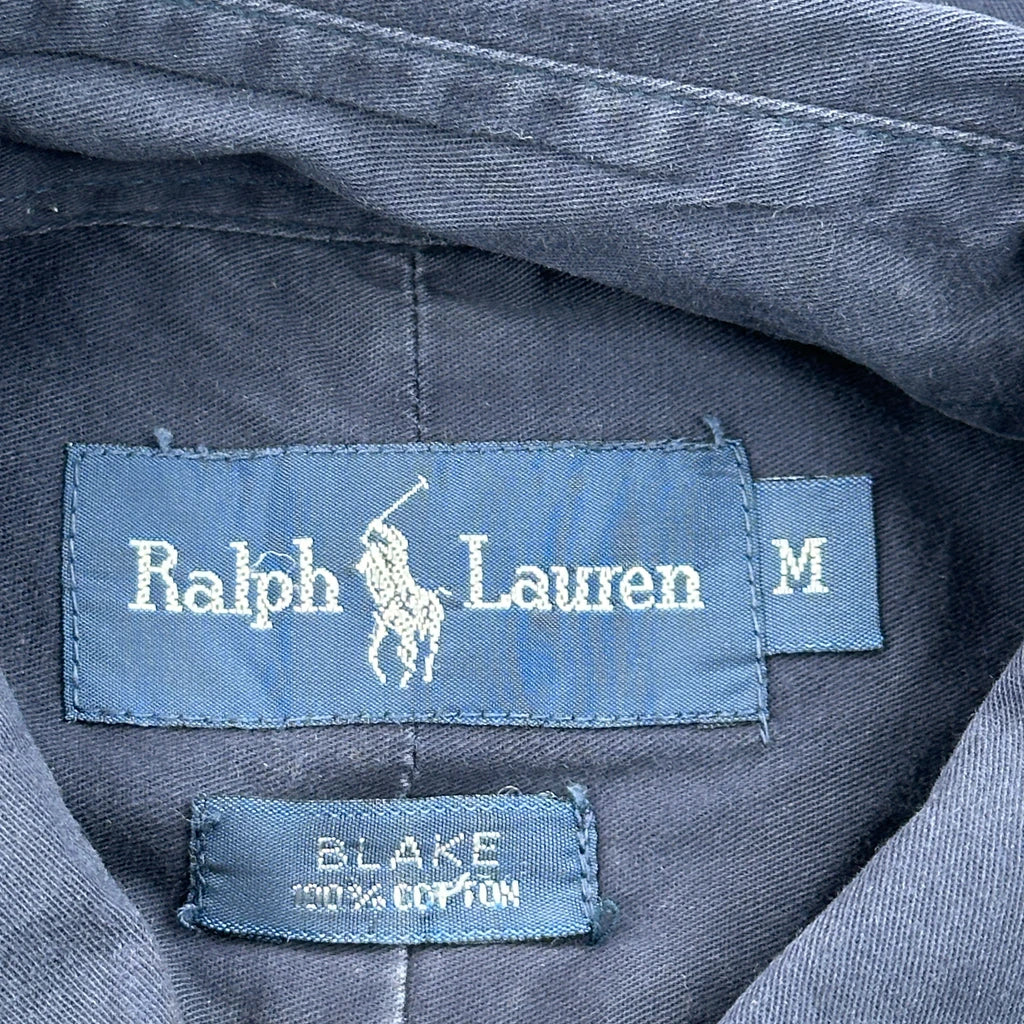 Ralph Lauren
M
BLAKE
100% COTTON